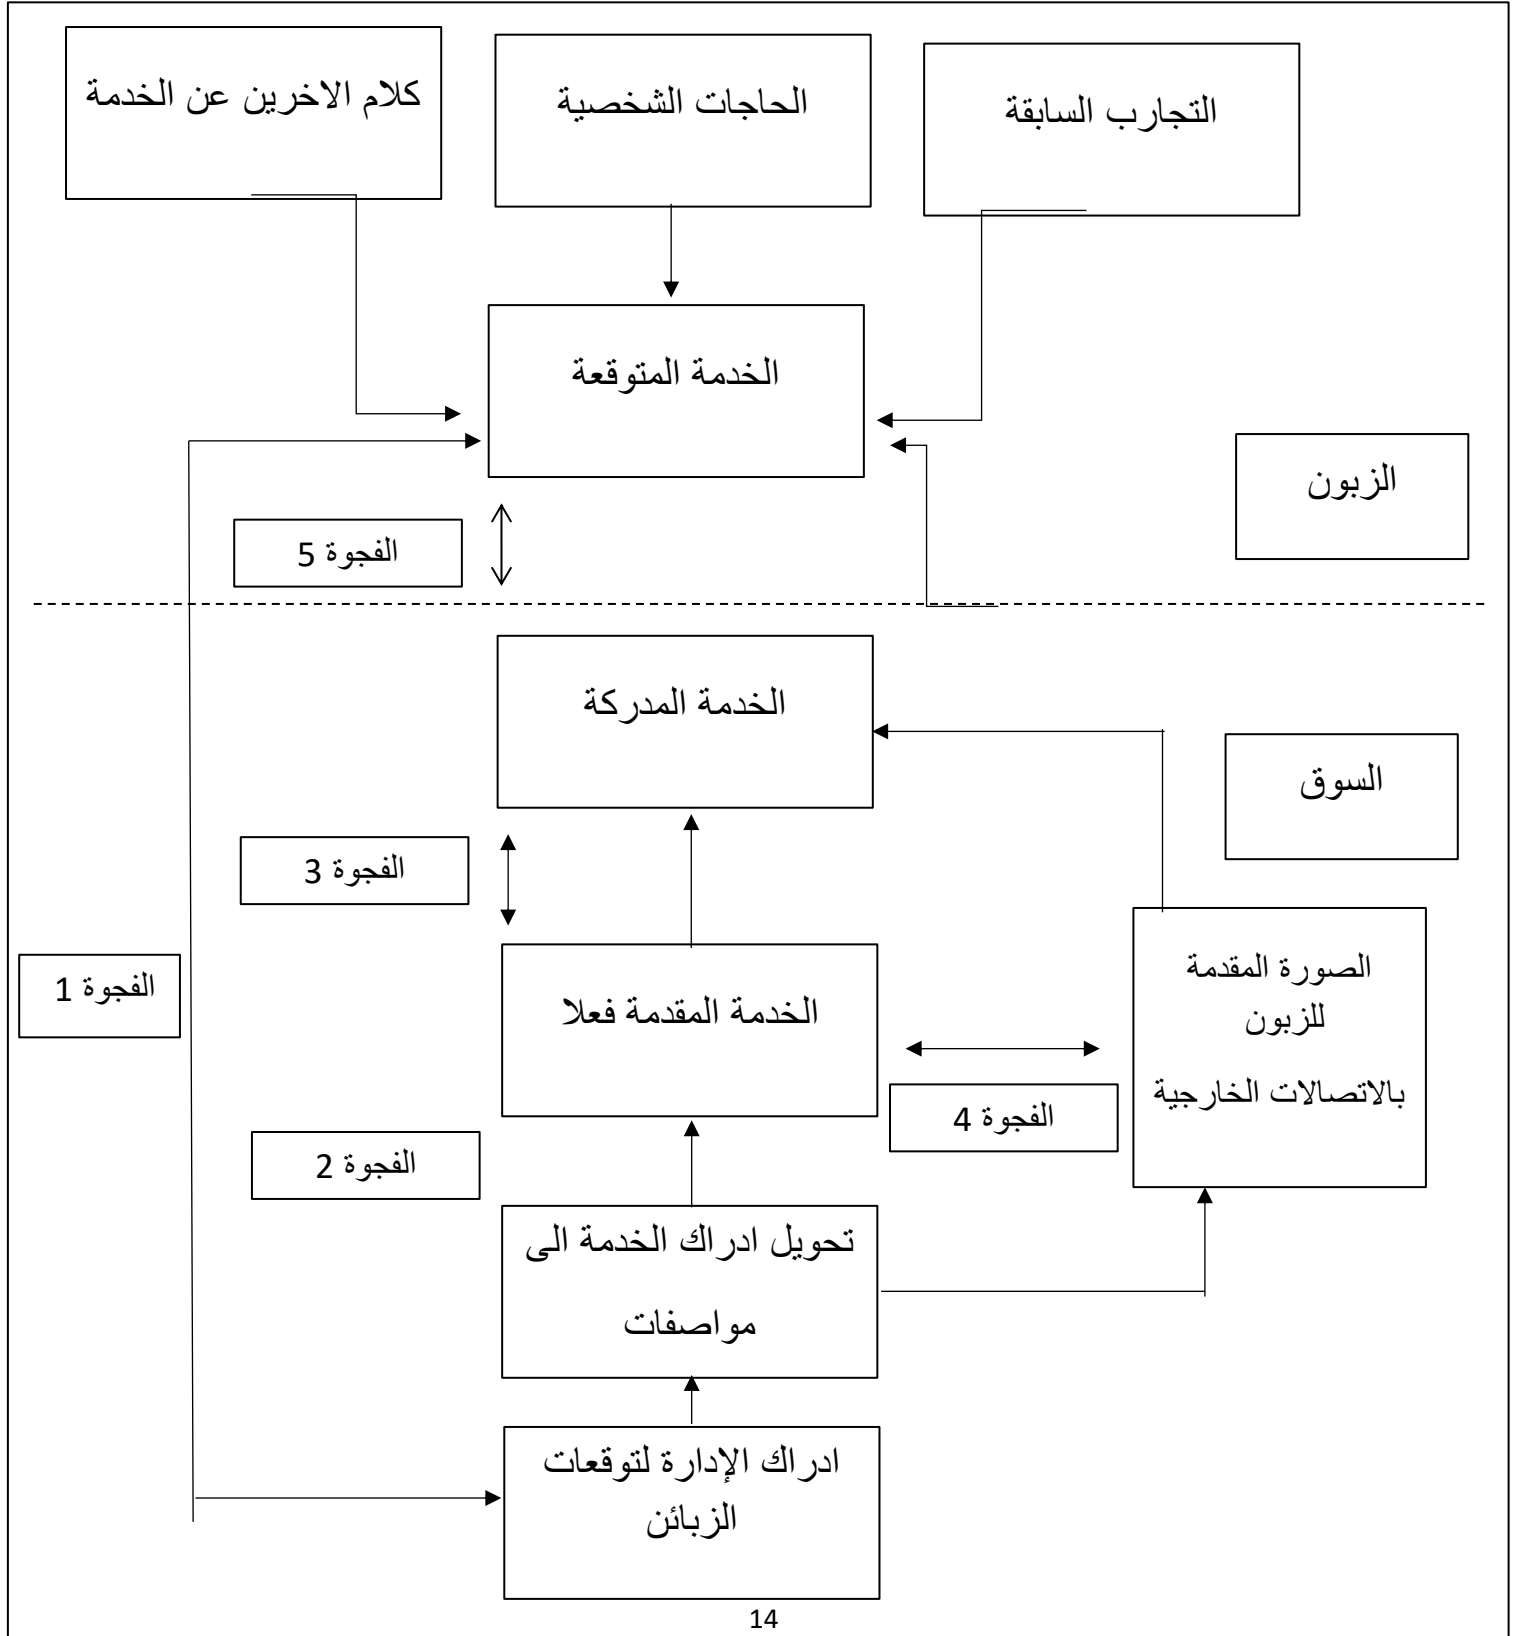 التجارب السابقة
الحاجات الشخصية
كلام الاخرين عن الخدمة
الخدمة المتوقعة
الزبون
الفجوة 5
الخدمة المدركة
السوق
الفجوة 3
الصورة المقدمة
للزبون
بالاتصالات الخارجية
الخدمة المقدمة فعلا
الفجوة 1
الفجوة 4
الفجوة 2
تحويل ادراك الخدمة الى
مواصفات
ادراك الإدارة لتوقعات
الزبائن
14